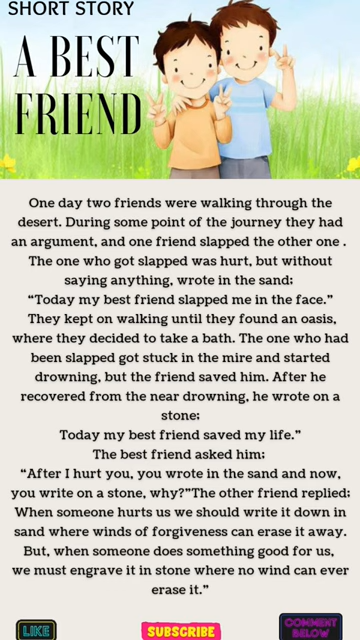 SHORT STORY
A BEST
FRIEND
One day two friends were walking through the
desert. During some point of the journey they had
an argument, and one friend slapped the other one .
The one who got slapped was hurt, but without
saying anything, wrote in the sand;
“Today my best friend slapped me in the face.”
They kept on walking until they found an oasis,
where they decided to take a bath. The one who had
been slapped got stuck in the mire and started
drowning, but the friend saved him. After he
recovered from the near drowning, he wrote on a
stone;
Today my best friend saved my life.”
The best friend asked him;
“After I hurt you, you wrote in the sand and now,
you write on a stone, why?”The other friend replied;
When someone hurts us we should write it down in
sand where winds of forgiveness can erase it away.
But, when someone does something good for us,
we must engrave it in stone where no wind can ever
erase it.”
LIKE
SUBSCRIBE
COMMENT
BELOW